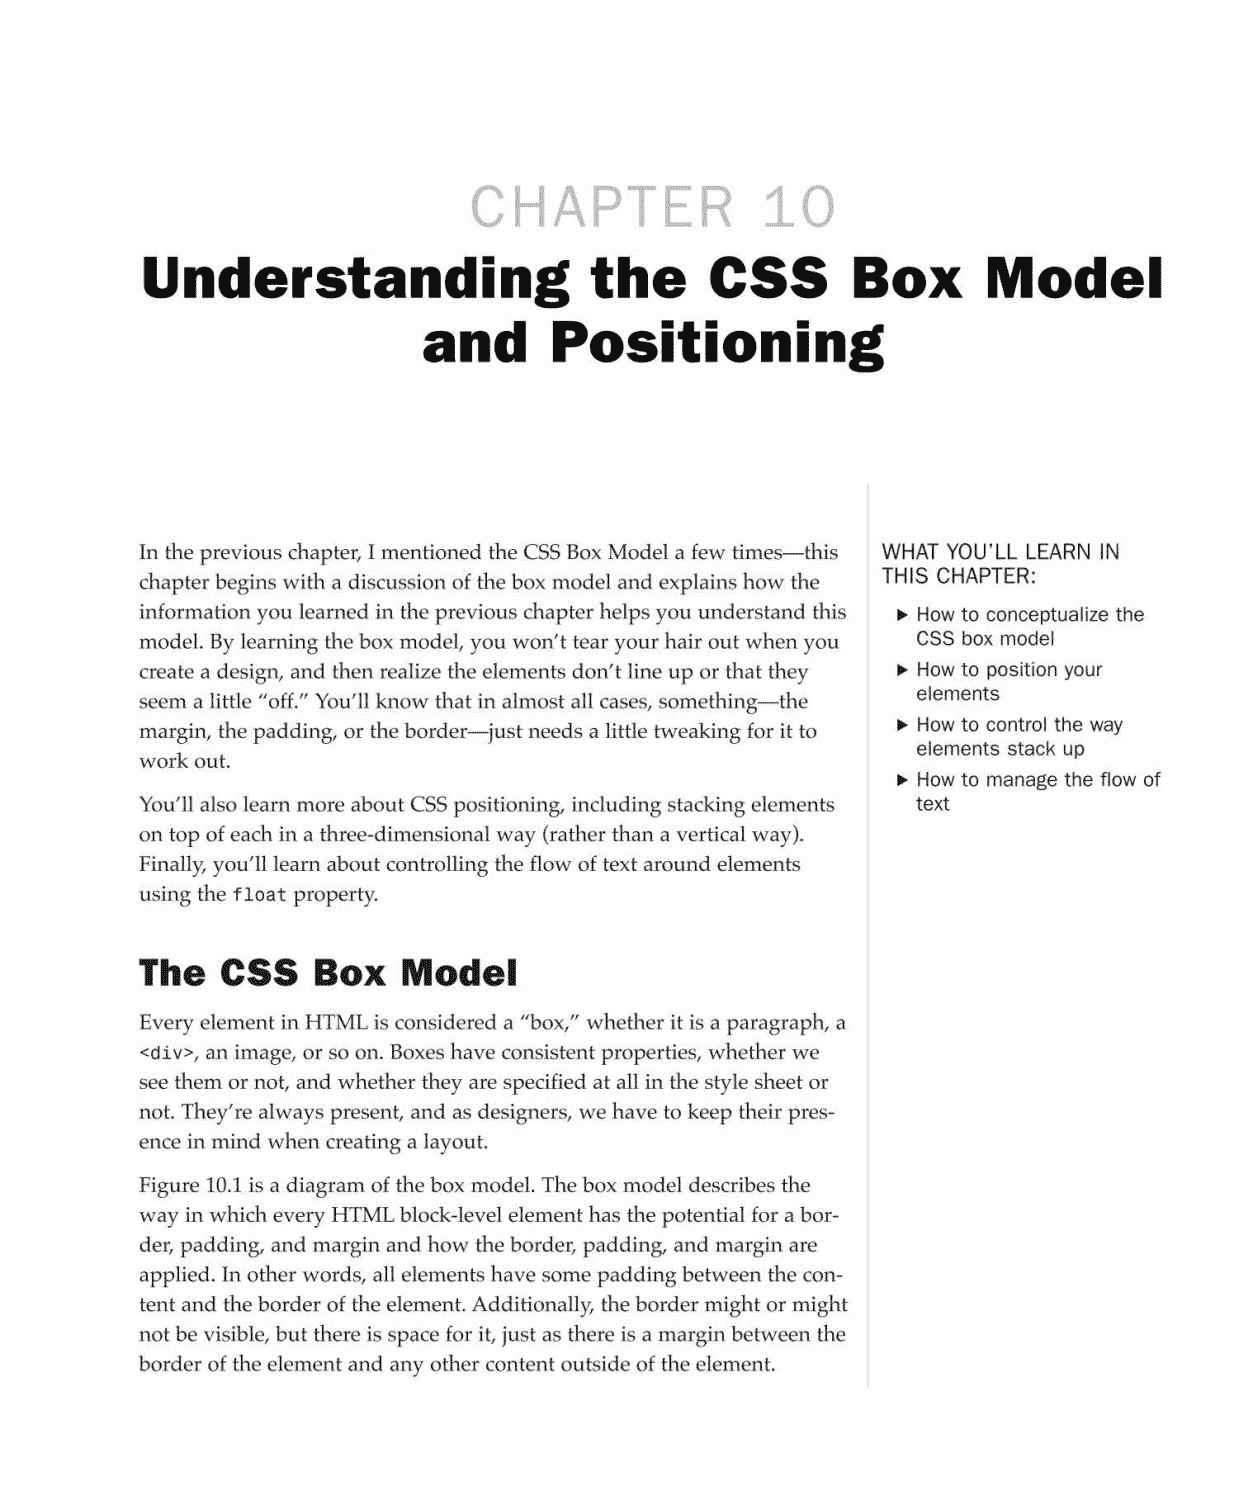 CHAPTER 10
Understanding the CSS Box Model
and Positioning
In the previous chapter, I mentioned the CSS Box Model a few times—this
chapter begins with a discussion of the box model and explains how the
information you learned in the previous chapter helps you understand this
model. By learning the box model, you won't tear your hair out when you
create a design, and then realize the elements don't line up or that they
seem a little "off." You'll know that in almost all cases, something—the
margin, the padding, or the border—just needs a little tweaking for it to
work out.
You'll also learn more about CSS positioning, including stacking elements
on top of each in a three-dimensional way (rather than a vertical way).
Finally, you'll learn about controlling the flow of text around elements
using the float property.
The CSS Box Model
Every element in HTML is considered a "box," whether it is a paragraph, a
<div>, an image, or so on. Boxes have consistent properties, whether we
see them or not, and whether they are specified at all in the style sheet or
not. They're always present, and as designers, we have to keep their pres-
ence in mind when creating a layout.
Figure 10.1 is a diagram of the box model. The box model describes the
way in which every HTML block-level element has the potential for a bor-
der, padding, and margin and how the border, padding, and margin are
applied. In other words, all elements have some padding between the con-
tent and the border of the element. Additionally, the border might or might
not be visible, but there is space for it, just as there is a margin between the
border of the element and any other content outside of the element.
WHAT YOU'LL LEARN IN
THIS CHAPTER:
▶ How to conceptualize the
CSS box model
▶ How to position your
elements
▶ How to control the way
elements stack up
▶ How to manage the flow of
text